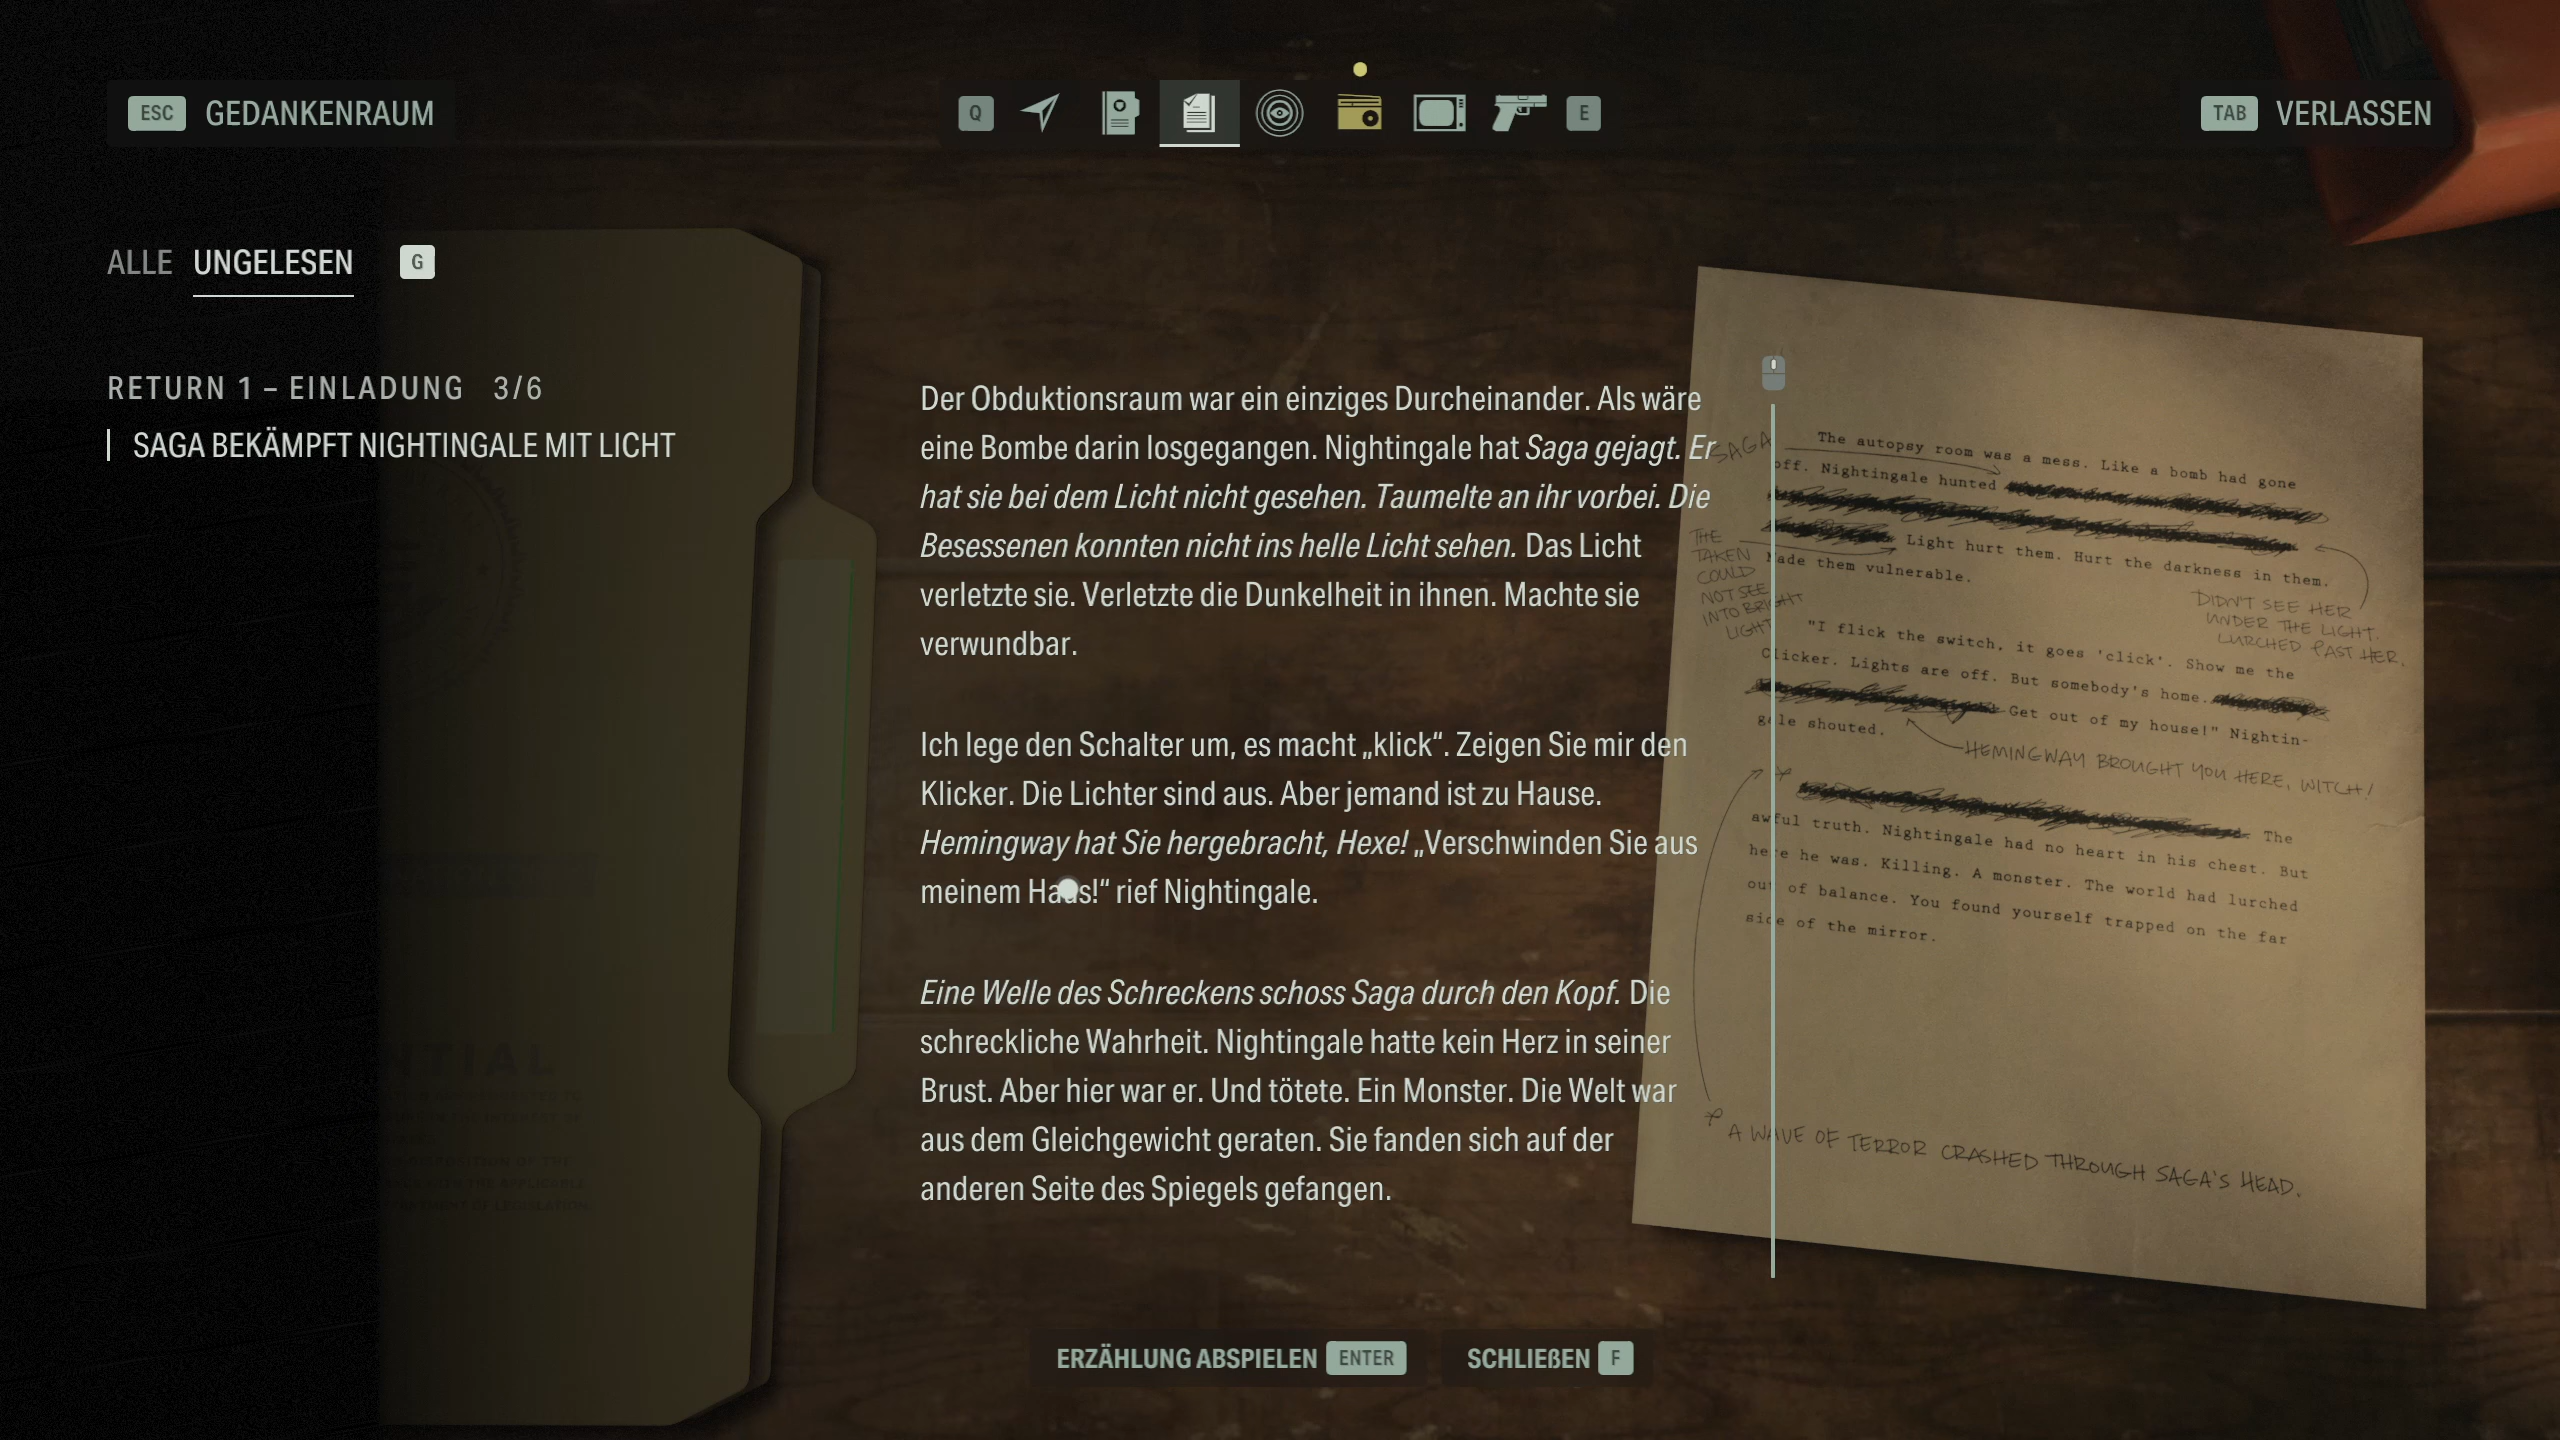 ESC GEDANKENRAUM
Q
E
TAB VERLASSEN
ALLE UNGELESEN G
RETURN 1 – EINLADUNG 3/6
SAGA BEKÄMPFT NIGHTINGALE MIT LICHT
Der Obduktionsraum war ein einziges Durcheinander. Als wäre
eine Bombe darin losgegangen. Nightingale hat Saga gejagt. Er
hat sie bei dem Licht nicht gesehen. Taumelte an ihr vorbei. Die
Besessenen konnten nicht ins helle Licht sehen. Das Licht
verletzte sie. Verletzte die Dunkelheit in ihnen. Machte sie
verwundbar.
Ich lege den Schalter um, es macht „klick“. Zeigen Sie mir den
Klicker. Die Lichter sind aus. Aber jemand ist zu Hause.
Hemingway hat Sie hergebracht, Hexe! „Verschwinden Sie aus
meinem Haus!“ rief Nightingale.
Eine Welle des Schreckens schoss Saga durch den Kopf. Die
schreckliche Wahrheit. Nightingale hatte kein Herz in seiner
Brust. Aber hier war er. Und tötete. Ein Monster. Die Welt war
aus dem Gleichgewicht geraten. Sie fanden sich auf der
anderen Seite des Spiegels gefangen.
SAGA
The autopsy room was a mess. Like a bomb had gone
off. Nightingale hunted
Light hurt them. Hurt the darkness in them.
Made them vulnerable.
THE
TAKEN
COULD
NOT SEE
INTO BRIGHT
LIGHT
DIDN'T SEE HER
UNDER THE LIGHT.
LURCHED PAST HER.
"I flick the switch, it goes 'click'. Show me the
Clicker. Lights are off. But somebody's home.
Get out of my house!" Nightin-
gale shouted.
HEMINGWAY BROUGHT YOU HERE, WITCH!
The
awful truth. Nightingale had no heart in his chest. But
here he was. Killing. A monster. The world had lurched
out of balance. You found yourself trapped on the far
side of the mirror.
A WAVE OF TERROR CRASHED THROUGH SAGA'S HEAD.
NTIAL
ERZÄHLUNG ABSPIELEN ENTER
SCHLIEßEN F